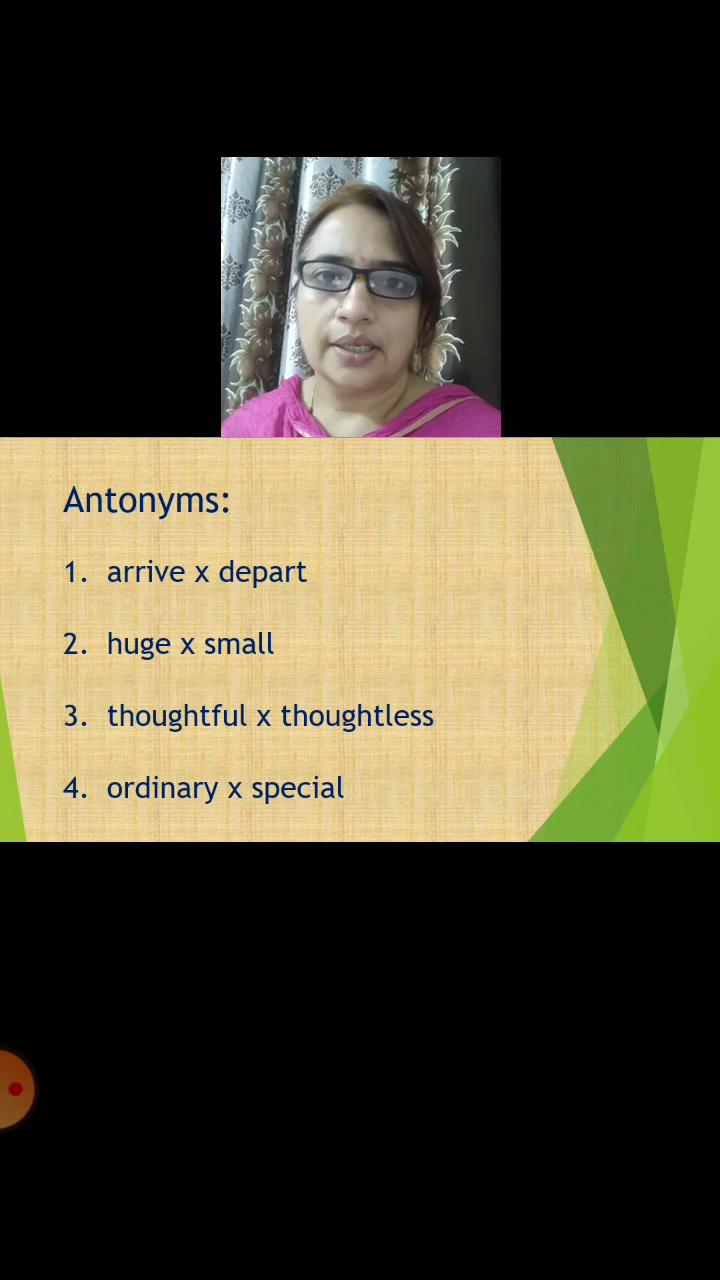 Antonyms:
1. arrive x depart
2. huge x small
3. thoughtful x thoughtless
4. ordinary x special